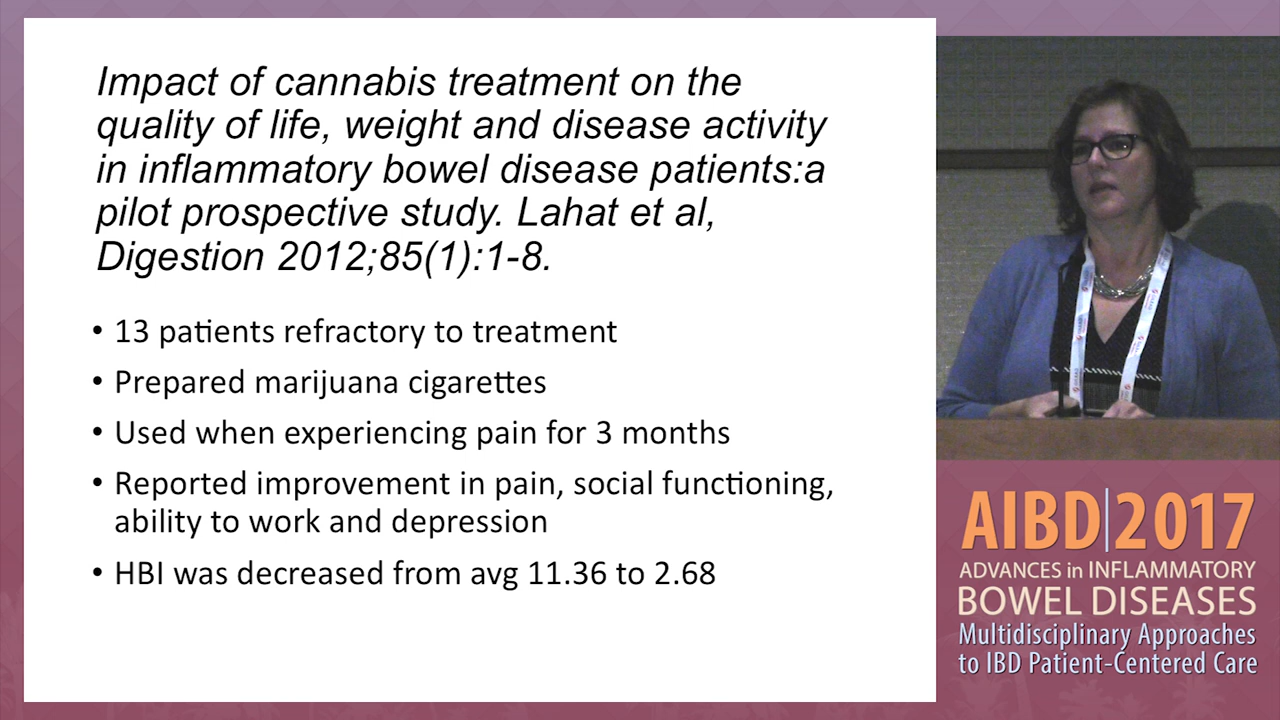 Impact of cannabis treatment on the
quality of life, weight and disease activity
in inflammatory bowel disease patients:a
pilot prospective study. Lahat et al,
Digestion 2012;85(1):1-8.
• 13 patients refractory to treatment
• Prepared marijuana cigarettes
• Used when experiencing pain for 3 months
• Reported improvement in pain, social functioning,
ability to work and depression
• HBI was decreased from avg 11.36 to 2.68
AIBD|2017
ADVANCES in INFLAMMATORY
BOWEL DISEASES
Multidisciplinary Approaches
to IBD Patient-Centered Care